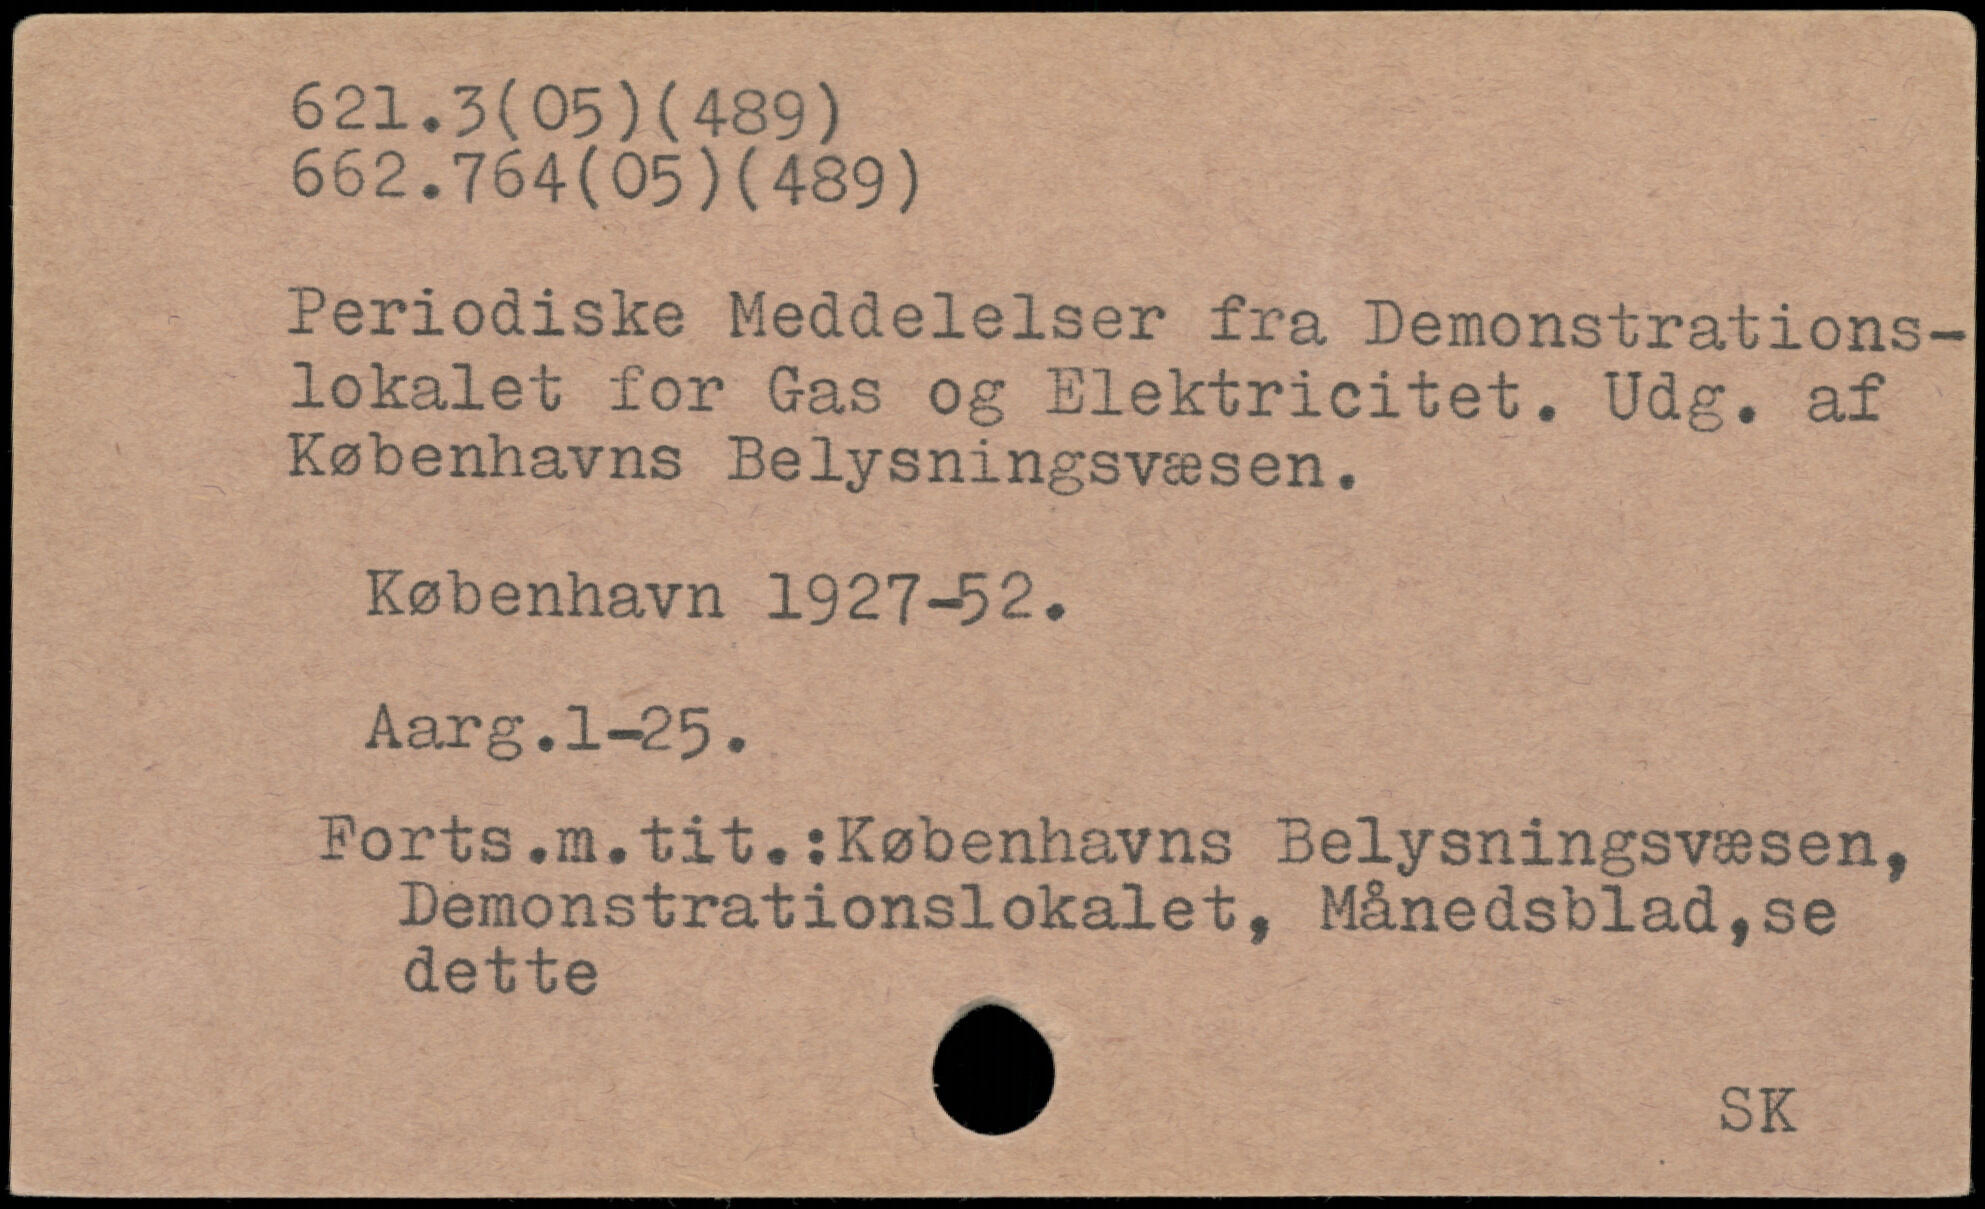 621.3(05)(489)
662.764(05)(489)
Periodiske Meddelelser fra Demonstrations-
lokalet for Gas og Elektricitet. Udg. af
Københavns Belysningsvæsen.
København 1927-52.
Aarg.1-25.
Forts.m.tit.:Københavns Belysningsvæsen,
Demonstrationslokalet, Månedsblad,se
dette
SK